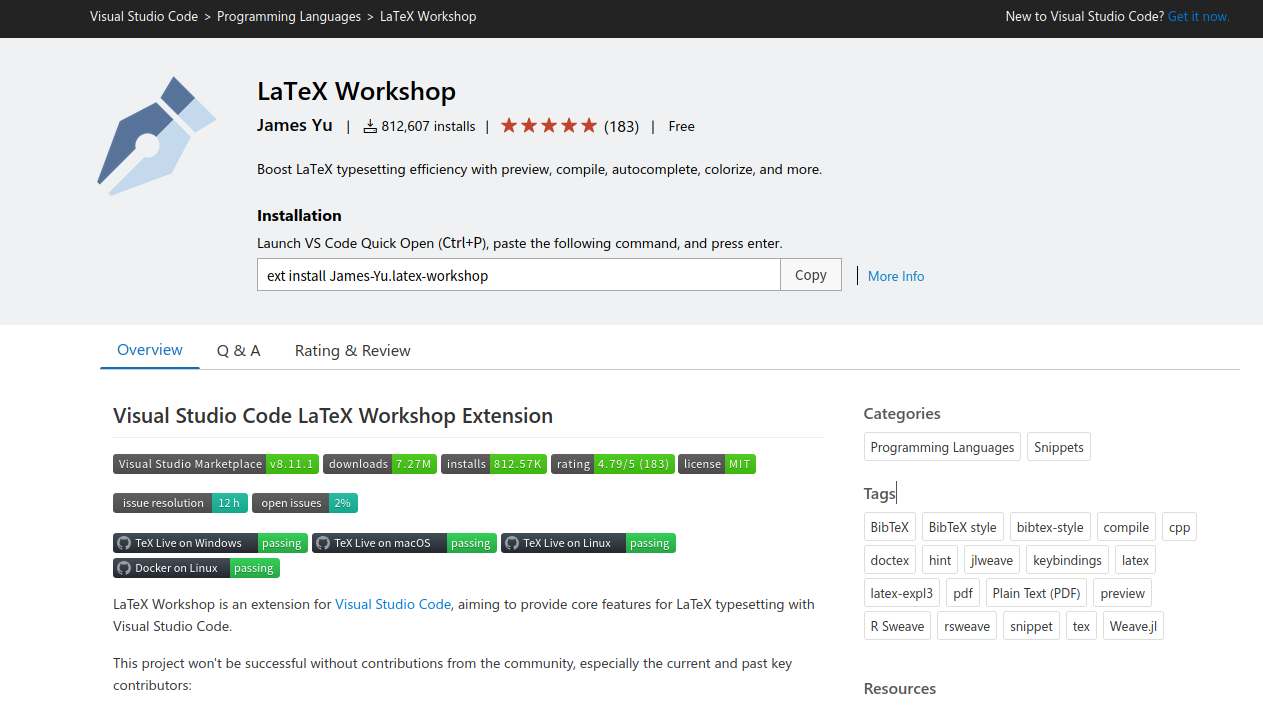 Visual Studio Code > Programming Languages > LaTeX Workshop
New to Visual Studio Code? Get it now.
LaTeX Workshop
James Yu | 812,607 installs | (183) | Free
Boost LaTeX typesetting efficiency with preview, compile, autocomplete, colorize, and more.
Installation
Launch VS Code Quick Open (Ctrl+P), paste the following command, and press enter.
ext install James-Yu.latex-workshop
Copy
More Info
Overview
Q & A
Rating & Review
Visual Studio Code LaTeX Workshop Extension
Visual Studio Marketplace v8.11.1 downloads 7.27M installs 812.57K rating 4.79/5 (183) license MIT
issue resolution 12 h open issues 2%
TeX Live on Windows passing TeX Live on macOS passing TeX Live on Linux passing
Docker on Linux passing
LaTeX Workshop is an extension for Visual Studio Code, aiming to provide core features for LaTeX typesetting with
Visual Studio Code.
This project won't be successful without contributions from the community, especially the current and past key
contributors:
Categories
Programming Languages Snippets
Tags
BibTeX BibTeX style bibtex-style compile cpp
doctex hint jlweave keybindings latex
latex-expl3 pdf Plain Text (PDF) preview
R Sweave rsweave snippet tex Weave.jl
Resources